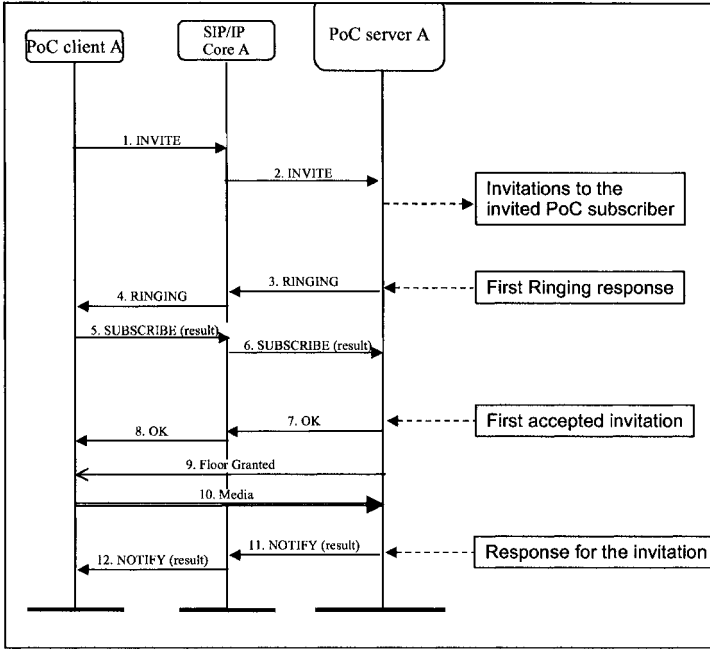 PoC client A
SIP/IP
Core A
PoC server A
1. INVITE
2. INVITE
Invitations to the
invited PoC subscriber
3. RINGING
First Ringing response
4. RINGING
5. SUBSCRIBE (result)
6. SUBSCRIBE (result)
7. OK
First accepted invitation
8. OK
9. Floor Granted
10. Media
11. NOTIFY (result)
Response for the invitation
12. NOTIFY (result)